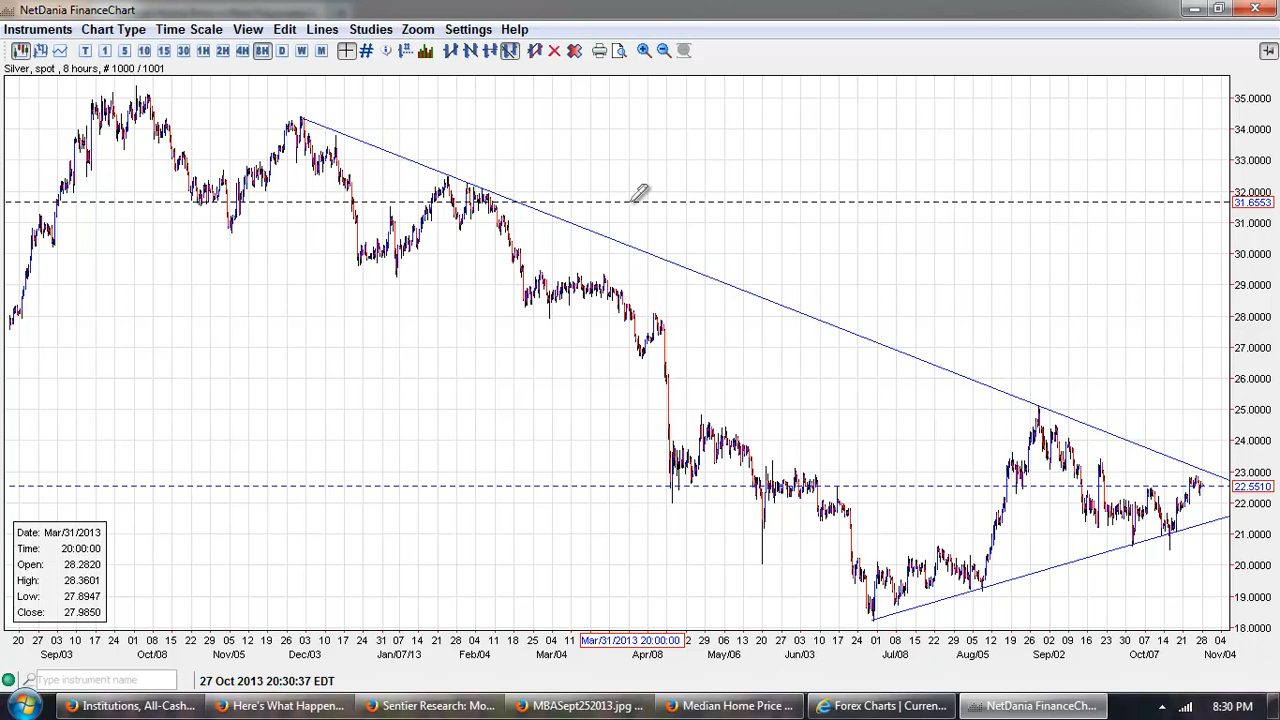 NetDania FinanceChart
Instruments Chart Type Time Scale View Edit Lines Studies Zoom Settings Help
T 1 5 10 15 30 1H 2H 4H 8H D W M
Silver, spot , 8 hours, # 1000 / 1001
35.0000
34.0000
33.0000
32.0000
31.6553
31.0000
30.0000
29.0000
28.0000
27.0000
26.0000
25.0000
24.0000
23.0000
22.5510
22.0000
21.0000
20.0000
19.0000
18.0000
Date: Mar/31/2013
Time: 20:00:00
Open: 28.2820
High: 28.3601
Low: 27.8947
Close: 27.9850
20 27 03 10 17 24 01 08 15 22 29 05 12 19 26 03 10 17 24 31 07 14 21 28 04 11 18 25 04 11 Mar/31/2013 20:00:00 2 29 06 13 20 27 03 10 17 24 01 08 15 22 29 05 12 19 26 02 09 16 23 30 07 14 21 28 04
Sep/03 Oct/08 Nov/05 Dec/03 Jan/07/13 Feb/04 Mar/04 Apr/08 May/06 Jun/03 Jul/08 Aug/05 Sep/02 Oct/07 Nov/04
Type instrument name 27 Oct 2013 20:30:37 EDT
Institutions, All-Cash... Here's What Happen... Sentier Research: Mo... MBASept252013.jpg ... Median Home Price ... Forex Charts | Curren... NetDania FinanceCha... 8:30 PM